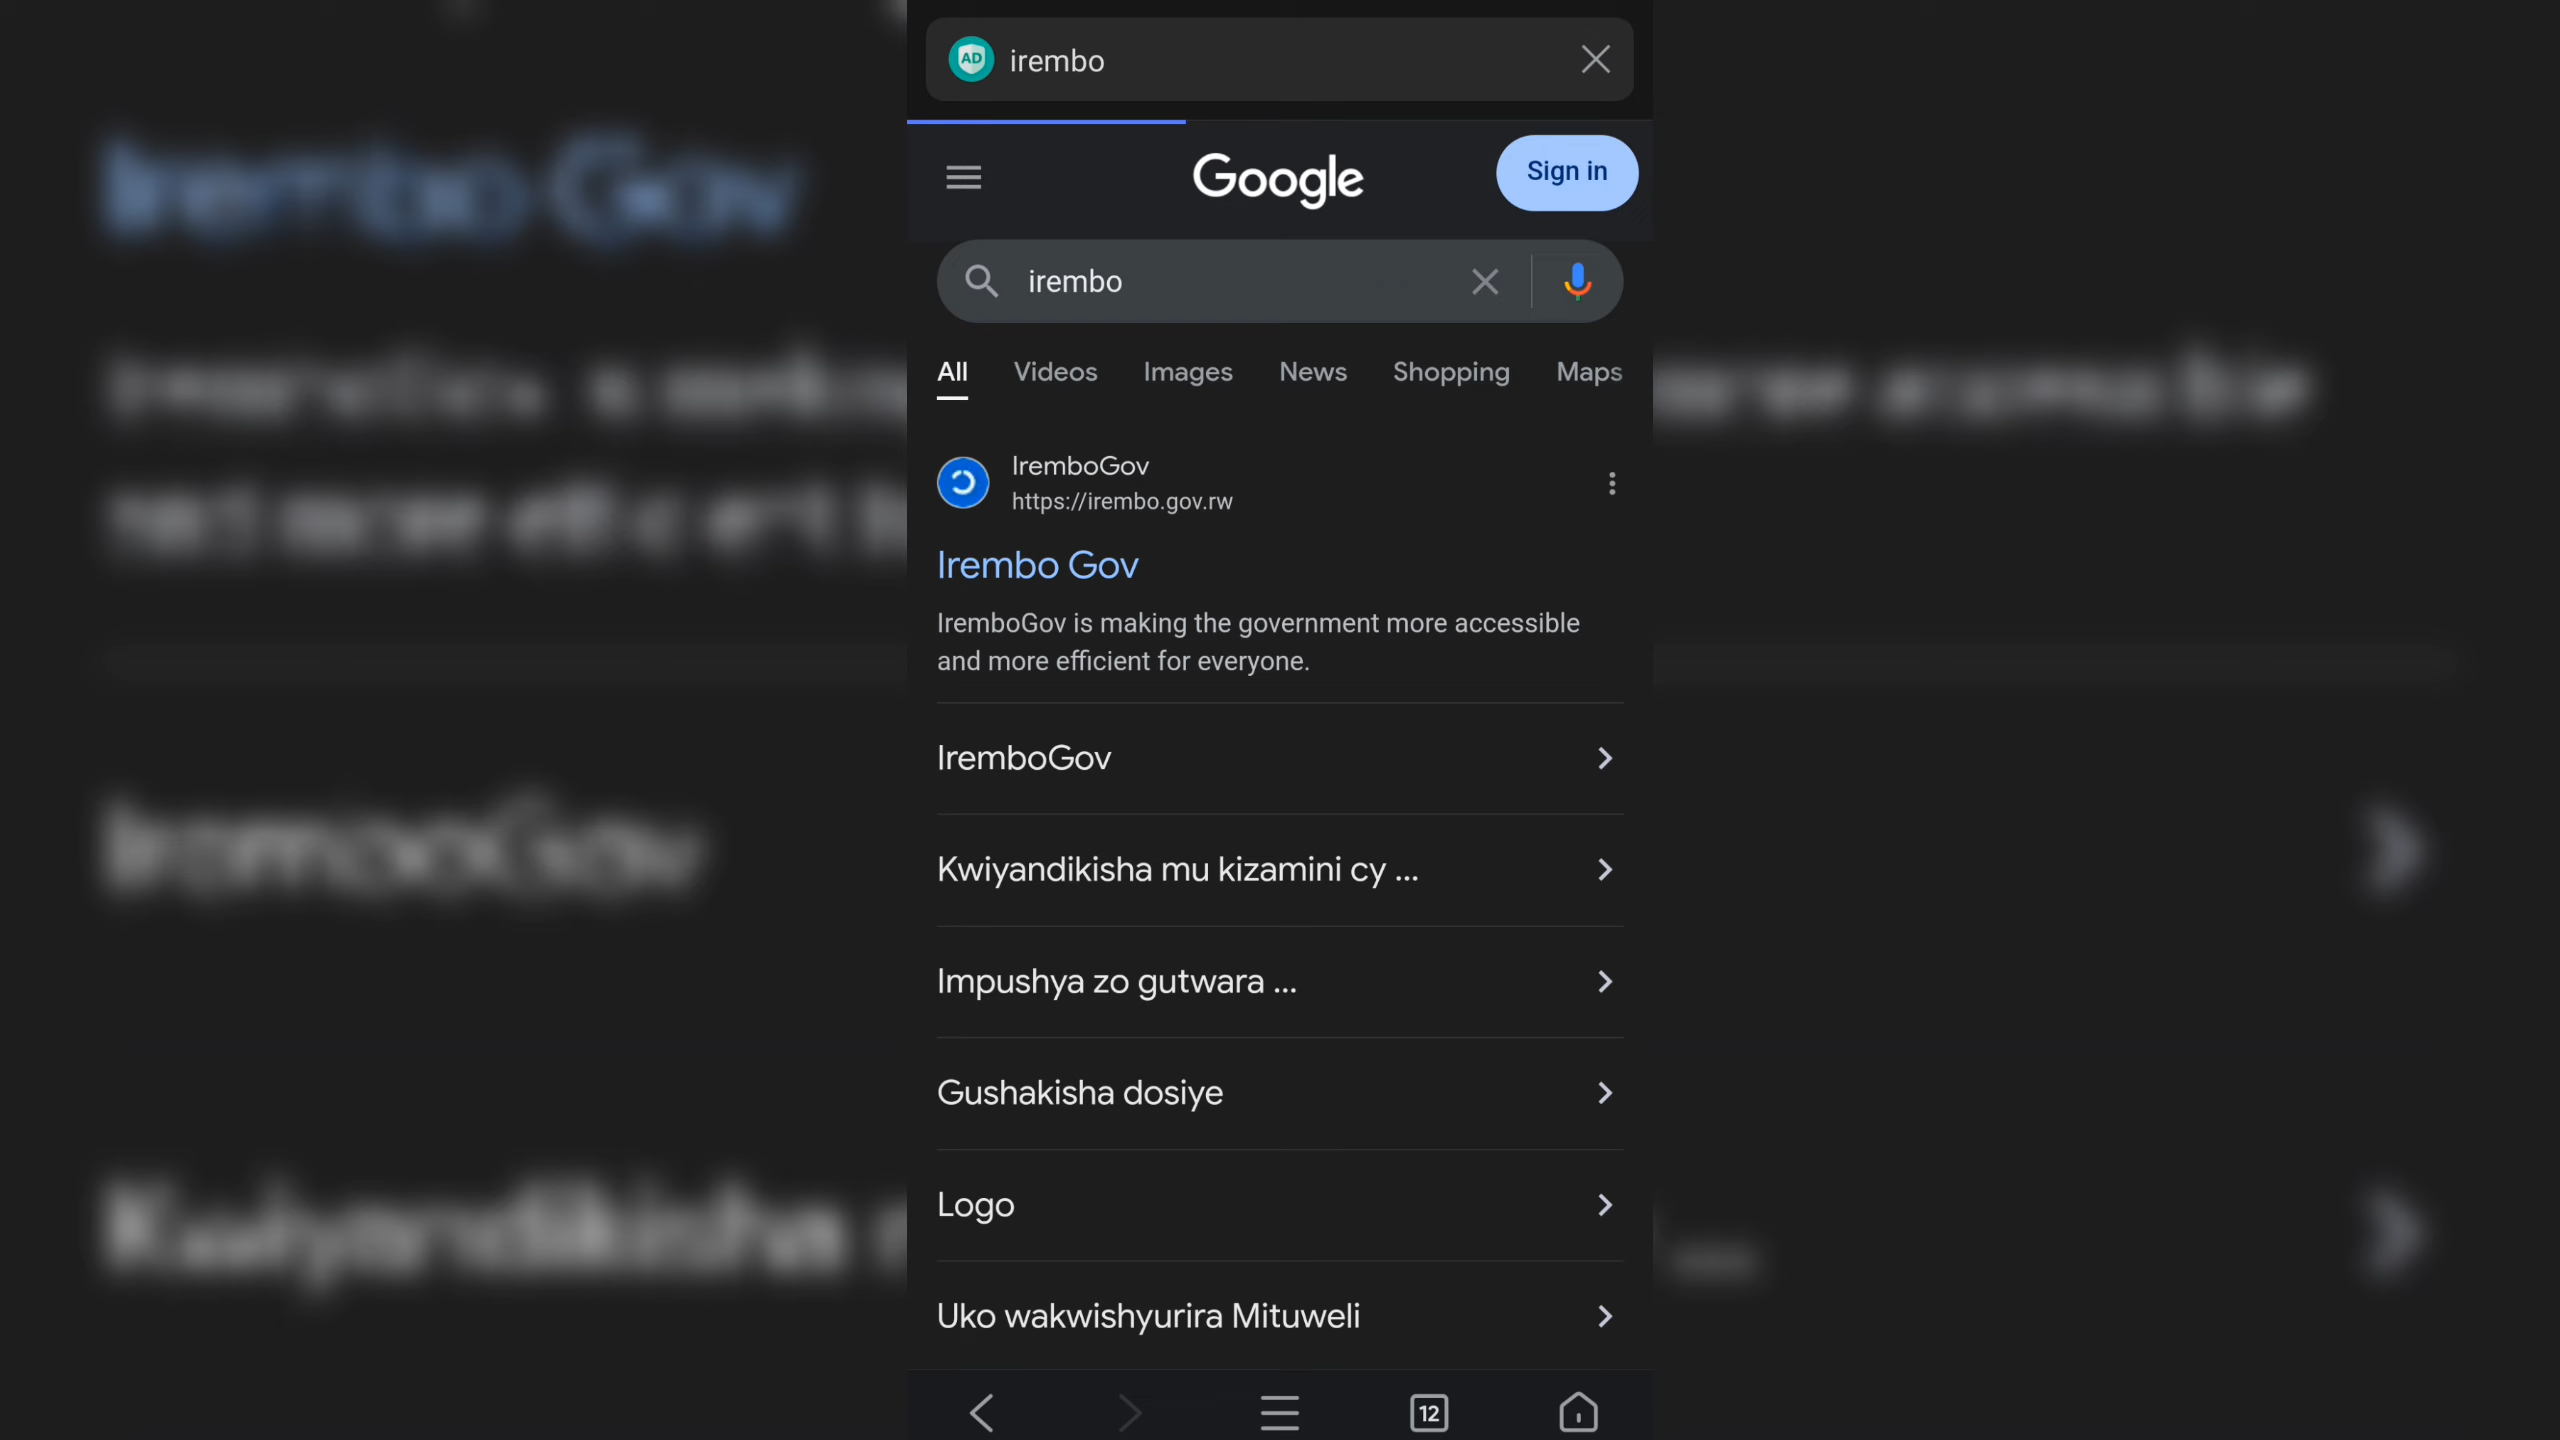 AD irembo
Google
Sign in
irembo
All Videos Images News Shopping Maps
IremboGov
https://irembo.gov.rw
Irembo Gov
IremboGov is making the government more accessible
and more efficient for everyone.
IremboGov
Kwiyandikisha mu kizamini cy ...
Impushya zo gutwara ...
Gushakisha dosiye
Logo
Uko wakwishyurira Mituweli
12